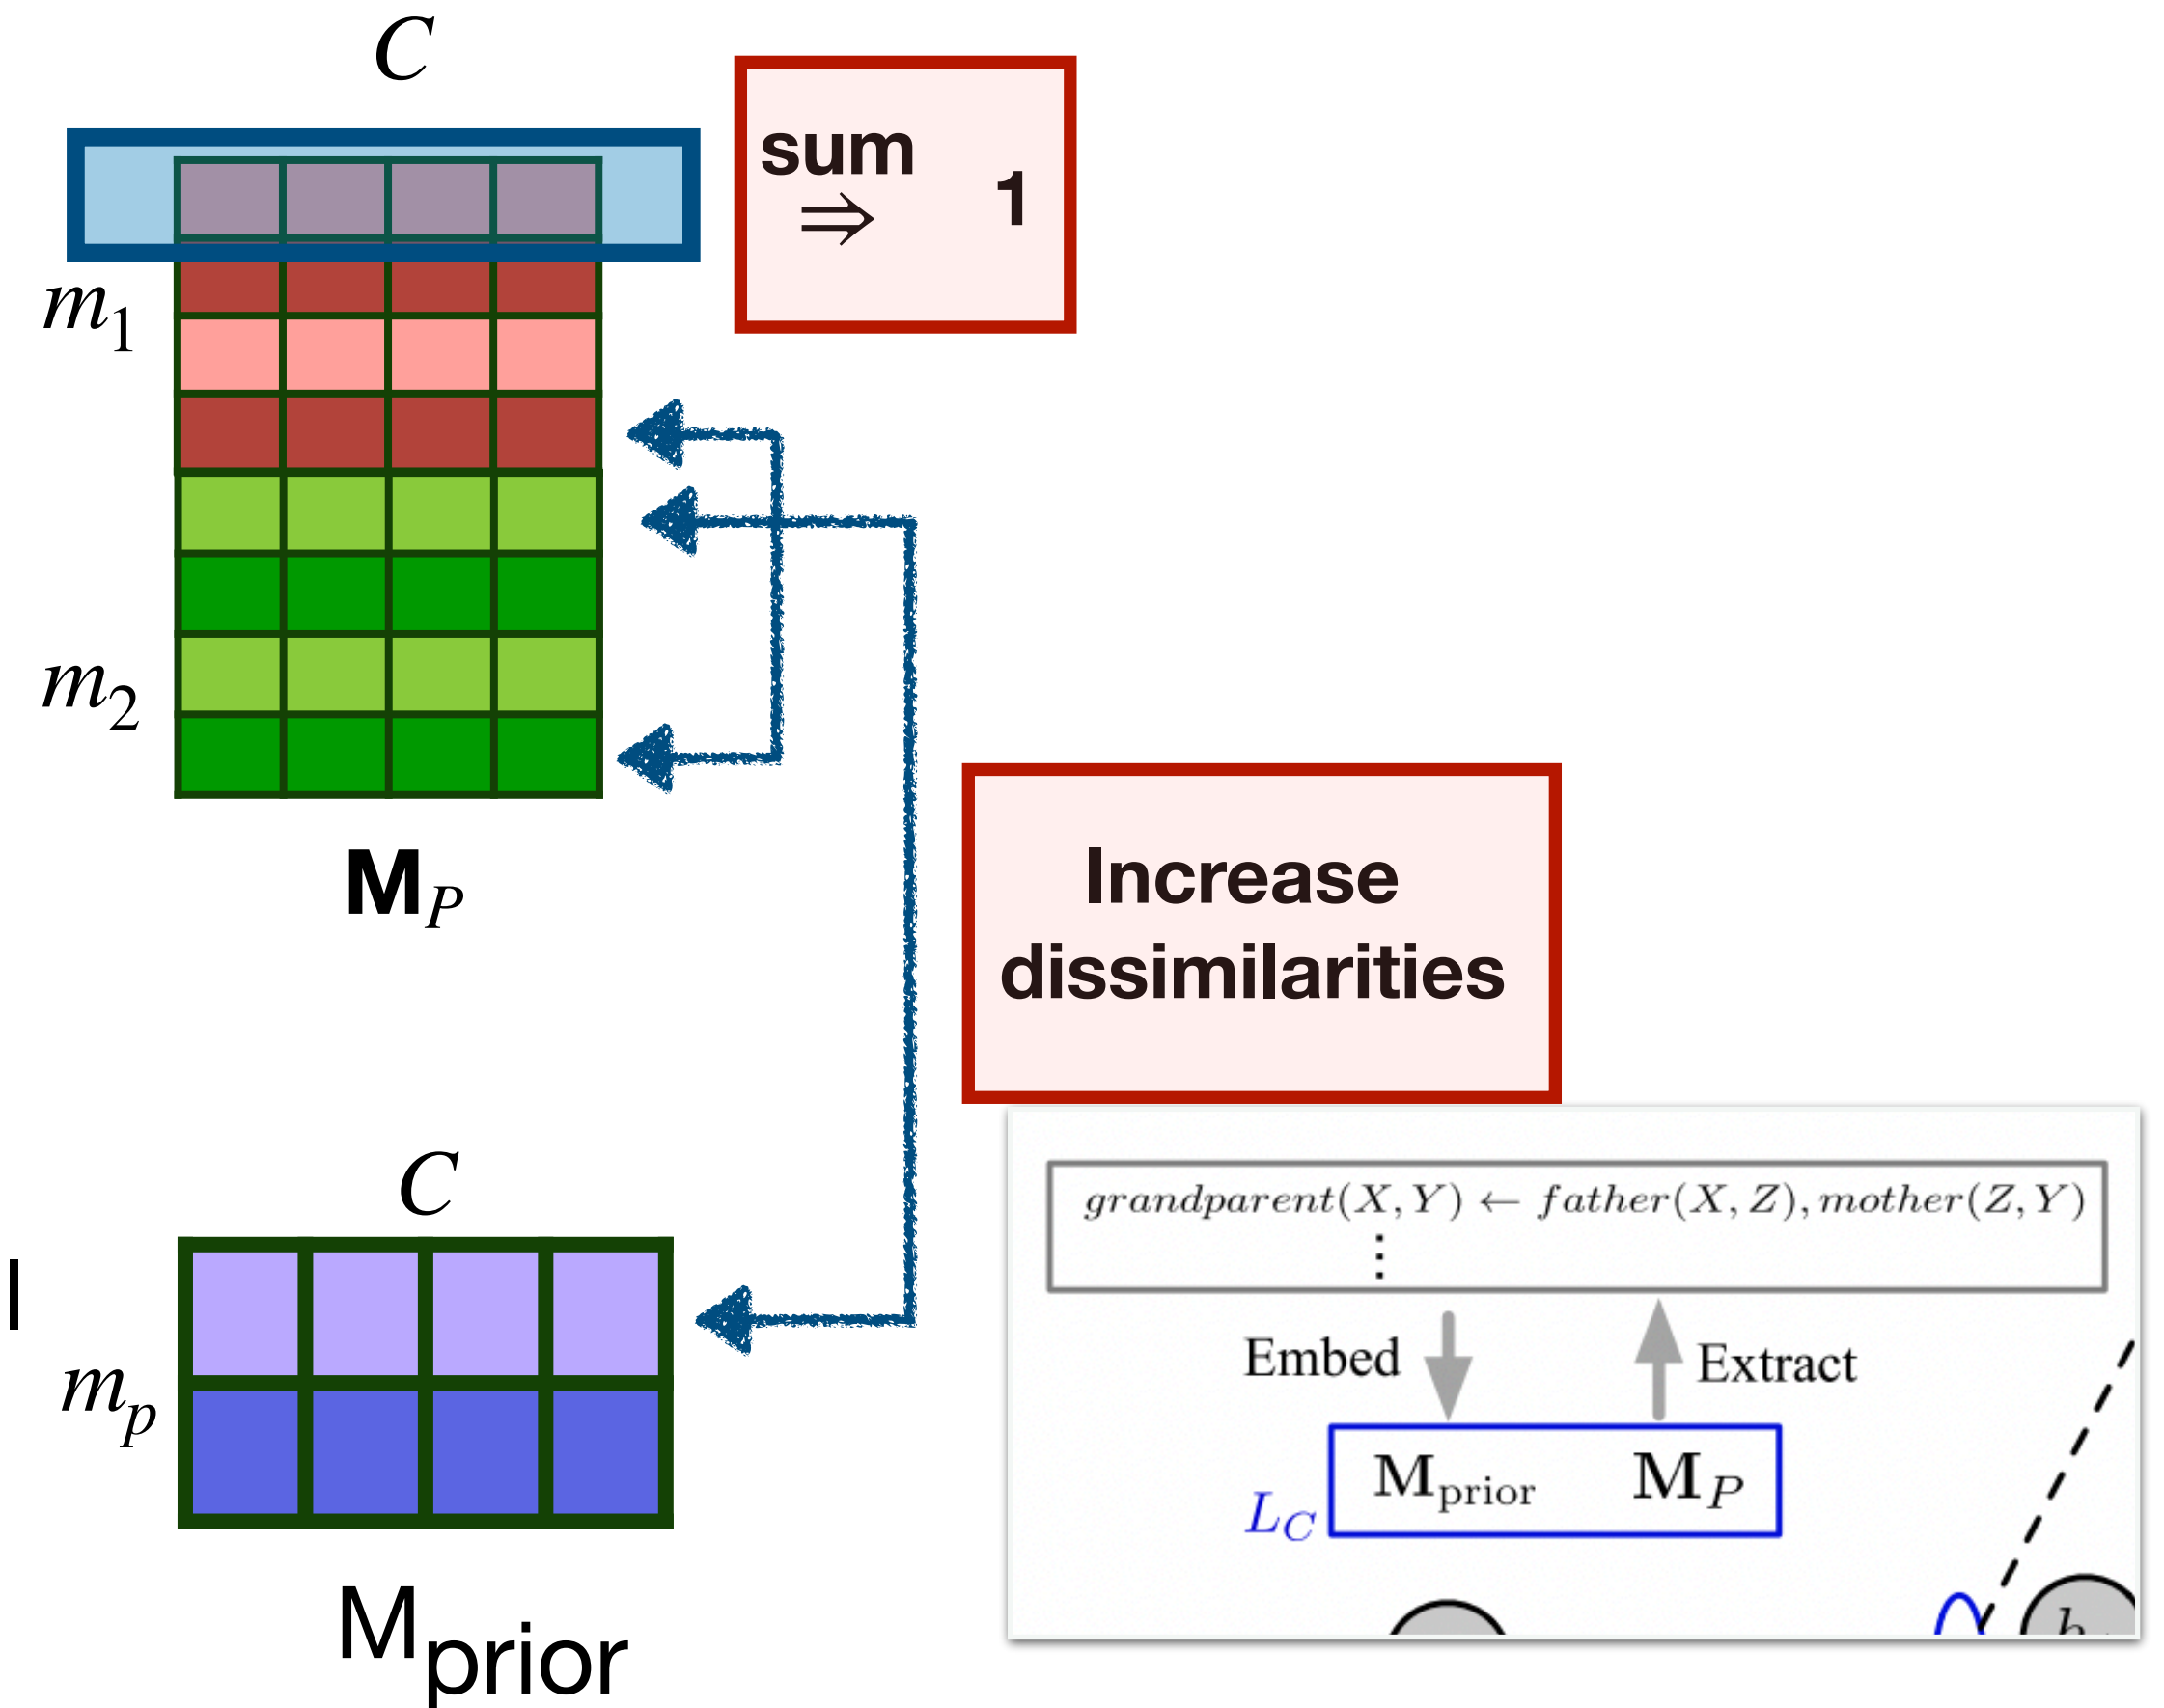 C
sum
⇒ 1
m1
m2
MP
Increase
dissimilarities
C
l
mp
Mprior
grandparent(X, Y) ← father(X, Z), mother(Z, Y)
⋮
Embed
Extract
Mprior MP
LC